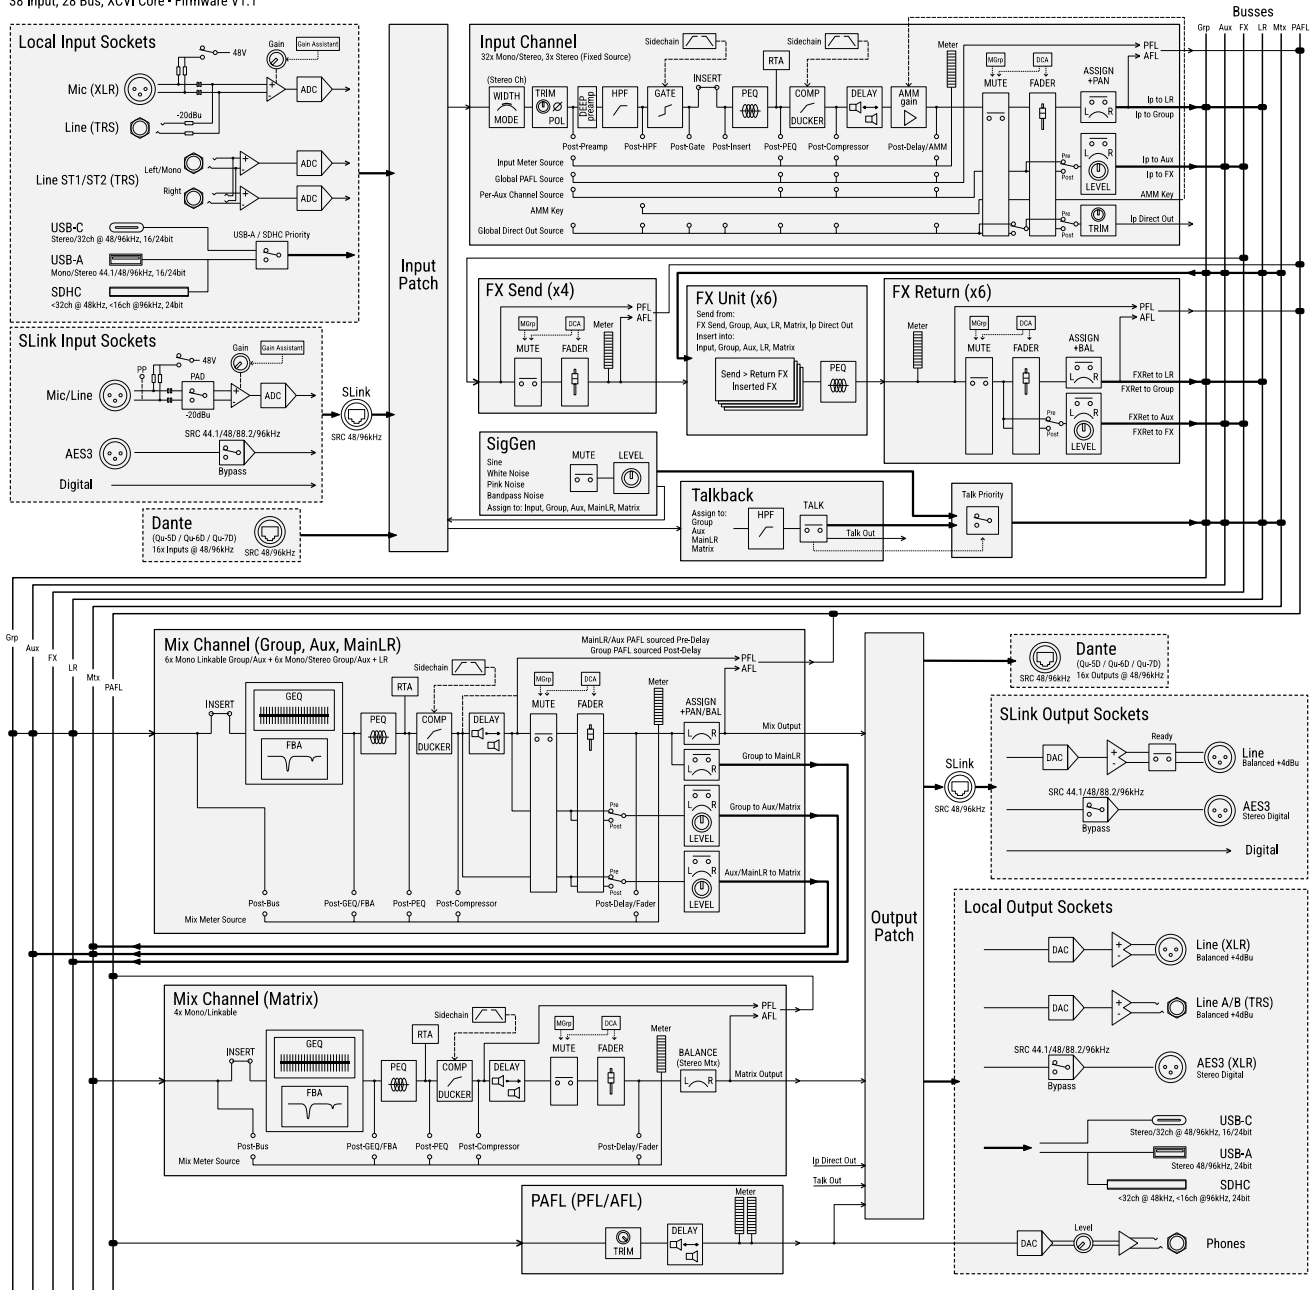 38 Input, 28 Bus, XCVI Core - Firmware V1.1
Busses
Grp Aux FX LR Mtx PAFL
Local Input Sockets
48V
Gain
Gain Assistant
Mic (XLR)
ADC
-20dBu
Line (TRS)
Left/Mono
ADC
Line ST1/ST2 (TRS)
Right
ADC
USB-C
Stereo/32ch @ 48/96kHz, 16/24bit
USB-A / SDHC Priority
USB-A
Mono/Stereo 44.1/48/96kHz, 16/24bit
SDHC
<32ch @ 48kHz, <16ch @96kHz, 24bit
SLink Input Sockets
48V
Gain
Gain Assistant
PP
PAD
Mic/Line
ADC
-20dBu
SRC 44.1/48/88.2/96kHz
AES3
Bypass
Digital
SLink
SRC 48/96kHz
Dante
(Qu-5D / Qu-6D / Qu-7D)
16x Inputs @ 48/96kHz
SRC 48/96kHz
Input
Patch
Input Channel
32x Mono/Stereo, 3x Stereo (Fixed Source)
Sidechain
Sidechain
Meter
PFL
AFL
RTA
MGrp
DCA
(Stereo Ch)
INSERT
MUTE
FADER
ASSIGN
+PAN
WIDTH
MODE
TRIM
POL
DEEP
preamp
HPF
GATE
PEQ
COMP
DUCKER
DELAY
AMM
gain
L R
Ip to LR
Ip to Group
Post-Preamp
Post-HPF
Post-Gate
Post-Insert
Post-PEQ
Post-Compressor
Post-Delay/AMM
Input Meter Source
Global PAFL Source
Per-Aux Channel Source
AMM Key
Global Direct Out Source
Pre
Post
L R
LEVEL
Ip to Aux
Ip to FX
AMM Key
Pre
Post
TRIM
Ip Direct Out
FX Send (x4)
PFL
AFL
MGrp
DCA
Meter
MUTE
FADER
FX Unit (x6)
Send from:
FX Send, Group, Aux, LR, Matrix, Ip Direct Out
Insert into:
Input, Group, Aux, LR, Matrix
Send > Return FX
Inserted FX
PEQ
FX Return (x6)
PFL
AFL
Meter
MGrp
DCA
MUTE
FADER
ASSIGN
+BAL
L R
FXRet to LR
FXRet to Group
Pre
Post
L R
LEVEL
FXRet to Aux
FXRet to FX
SigGen
Sine
White Noise
Pink Noise
Bandpass Noise
Assign to: Input, Group, Aux, MainLR, Matrix
MUTE
LEVEL
Talkback
Assign to:
Group
Aux
MainLR
Matrix
HPF
TALK
Talk Out
Talk Priority
Grp
Aux
FX
LR
Mtx
PAFL
Mix Channel (Group, Aux, MainLR)
6x Mono Linkable Group/Aux + 6x Mono/Stereo Group/Aux + LR
MainLR/Aux PAFL sourced Pre-Delay
Group PAFL sourced Post-Delay
PFL
AFL
Sidechain
RTA
MGrp
DCA
Meter
INSERT
GEQ
FBA
PEQ
COMP
DUCKER
DELAY
MUTE
FADER
ASSIGN
+PAN/BAL
L R
Mix Output
L R
Group to MainLR
Pre
Post
L R
LEVEL
Group to Aux/Matrix
Pre
Post
L R
LEVEL
Aux/MainLR to Matrix
Post-Bus
Post-GEQ/FBA
Post-PEQ
Post-Compressor
Post-Delay/Fader
Mix Meter Source
Mix Channel (Matrix)
4x Mono/Linkable
PFL
AFL
Sidechain
RTA
MGrp
DCA
Meter
INSERT
GEQ
FBA
PEQ
COMP
DUCKER
DELAY
MUTE
FADER
BALANCE
(Stereo Mtx)
L R
Matrix Output
Post-Bus
Post-GEQ/FBA
Post-PEQ
Post-Compressor
Post-Delay/Fader
Mix Meter Source
PAFL (PFL/AFL)
TRIM
DELAY
Meter
Ip Direct Out
Talk Out
Output
Patch
Dante
(Qu-5D / Qu-6D / Qu-7D)
16x Outputs @ 48/96kHz
SRC 48/96kHz
SLink
SRC 48/96kHz
SLink Output Sockets
DAC
Ready
Line
Balanced +4dBu
SRC 44.1/48/88.2/96kHz
Bypass
AES3
Stereo Digital
Digital
Local Output Sockets
DAC
Line (XLR)
Balanced +4dBu
DAC
Line A/B (TRS)
Balanced +4dBu
SRC 44.1/48/88.2/96kHz
Bypass
AES3 (XLR)
Stereo Digital
USB-C
Stereo/32ch @ 48/96kHz, 16/24bit
USB-A
Stereo 48/96kHz, 24bit
SDHC
<32ch @ 48kHz, <16ch @96kHz, 24bit
DAC
Level
Phones